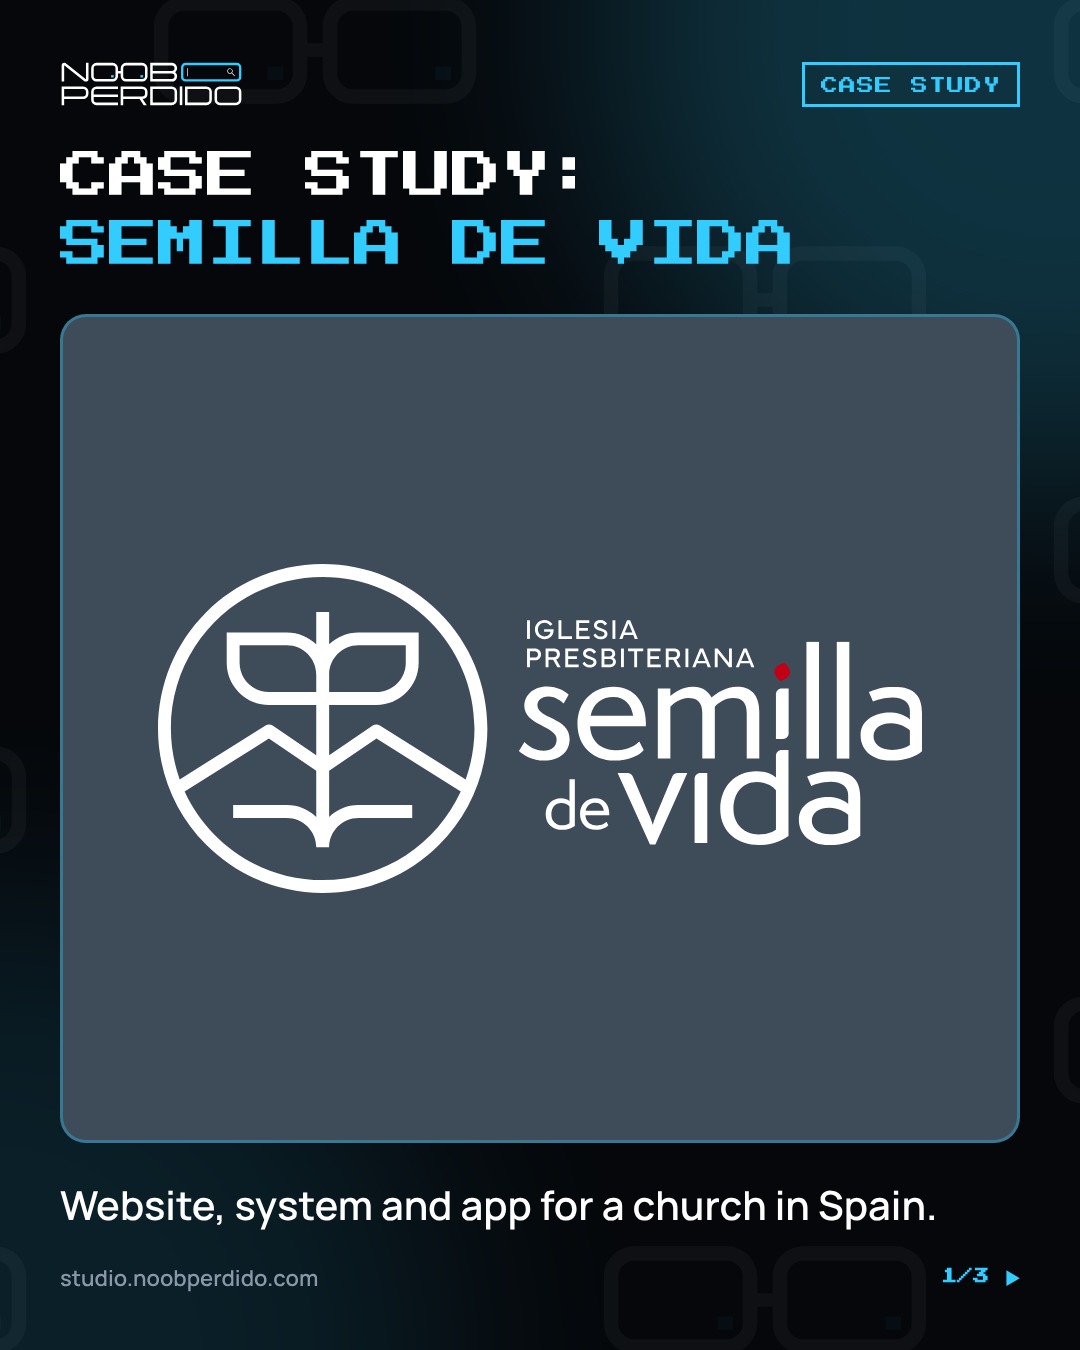 NOOB
PERDIDO
CASE STUDY
CASE STUDY:
SEMILLA DE VIDA
IGLESIA
PRESBITERIANA
semilla
de vida
Website, system and app for a church in Spain.
studio.noobperdido.com
1/3